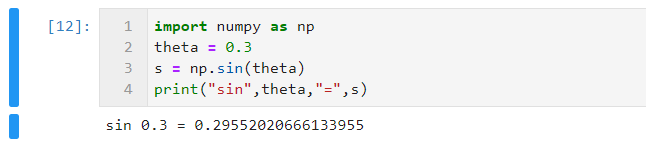 [12]:
1 import numpy as np
2 theta = 0.3
3 s = np.sin(theta)
4 print("sin",theta,"=",s)
sin 0.3 = 0.29552020666133955